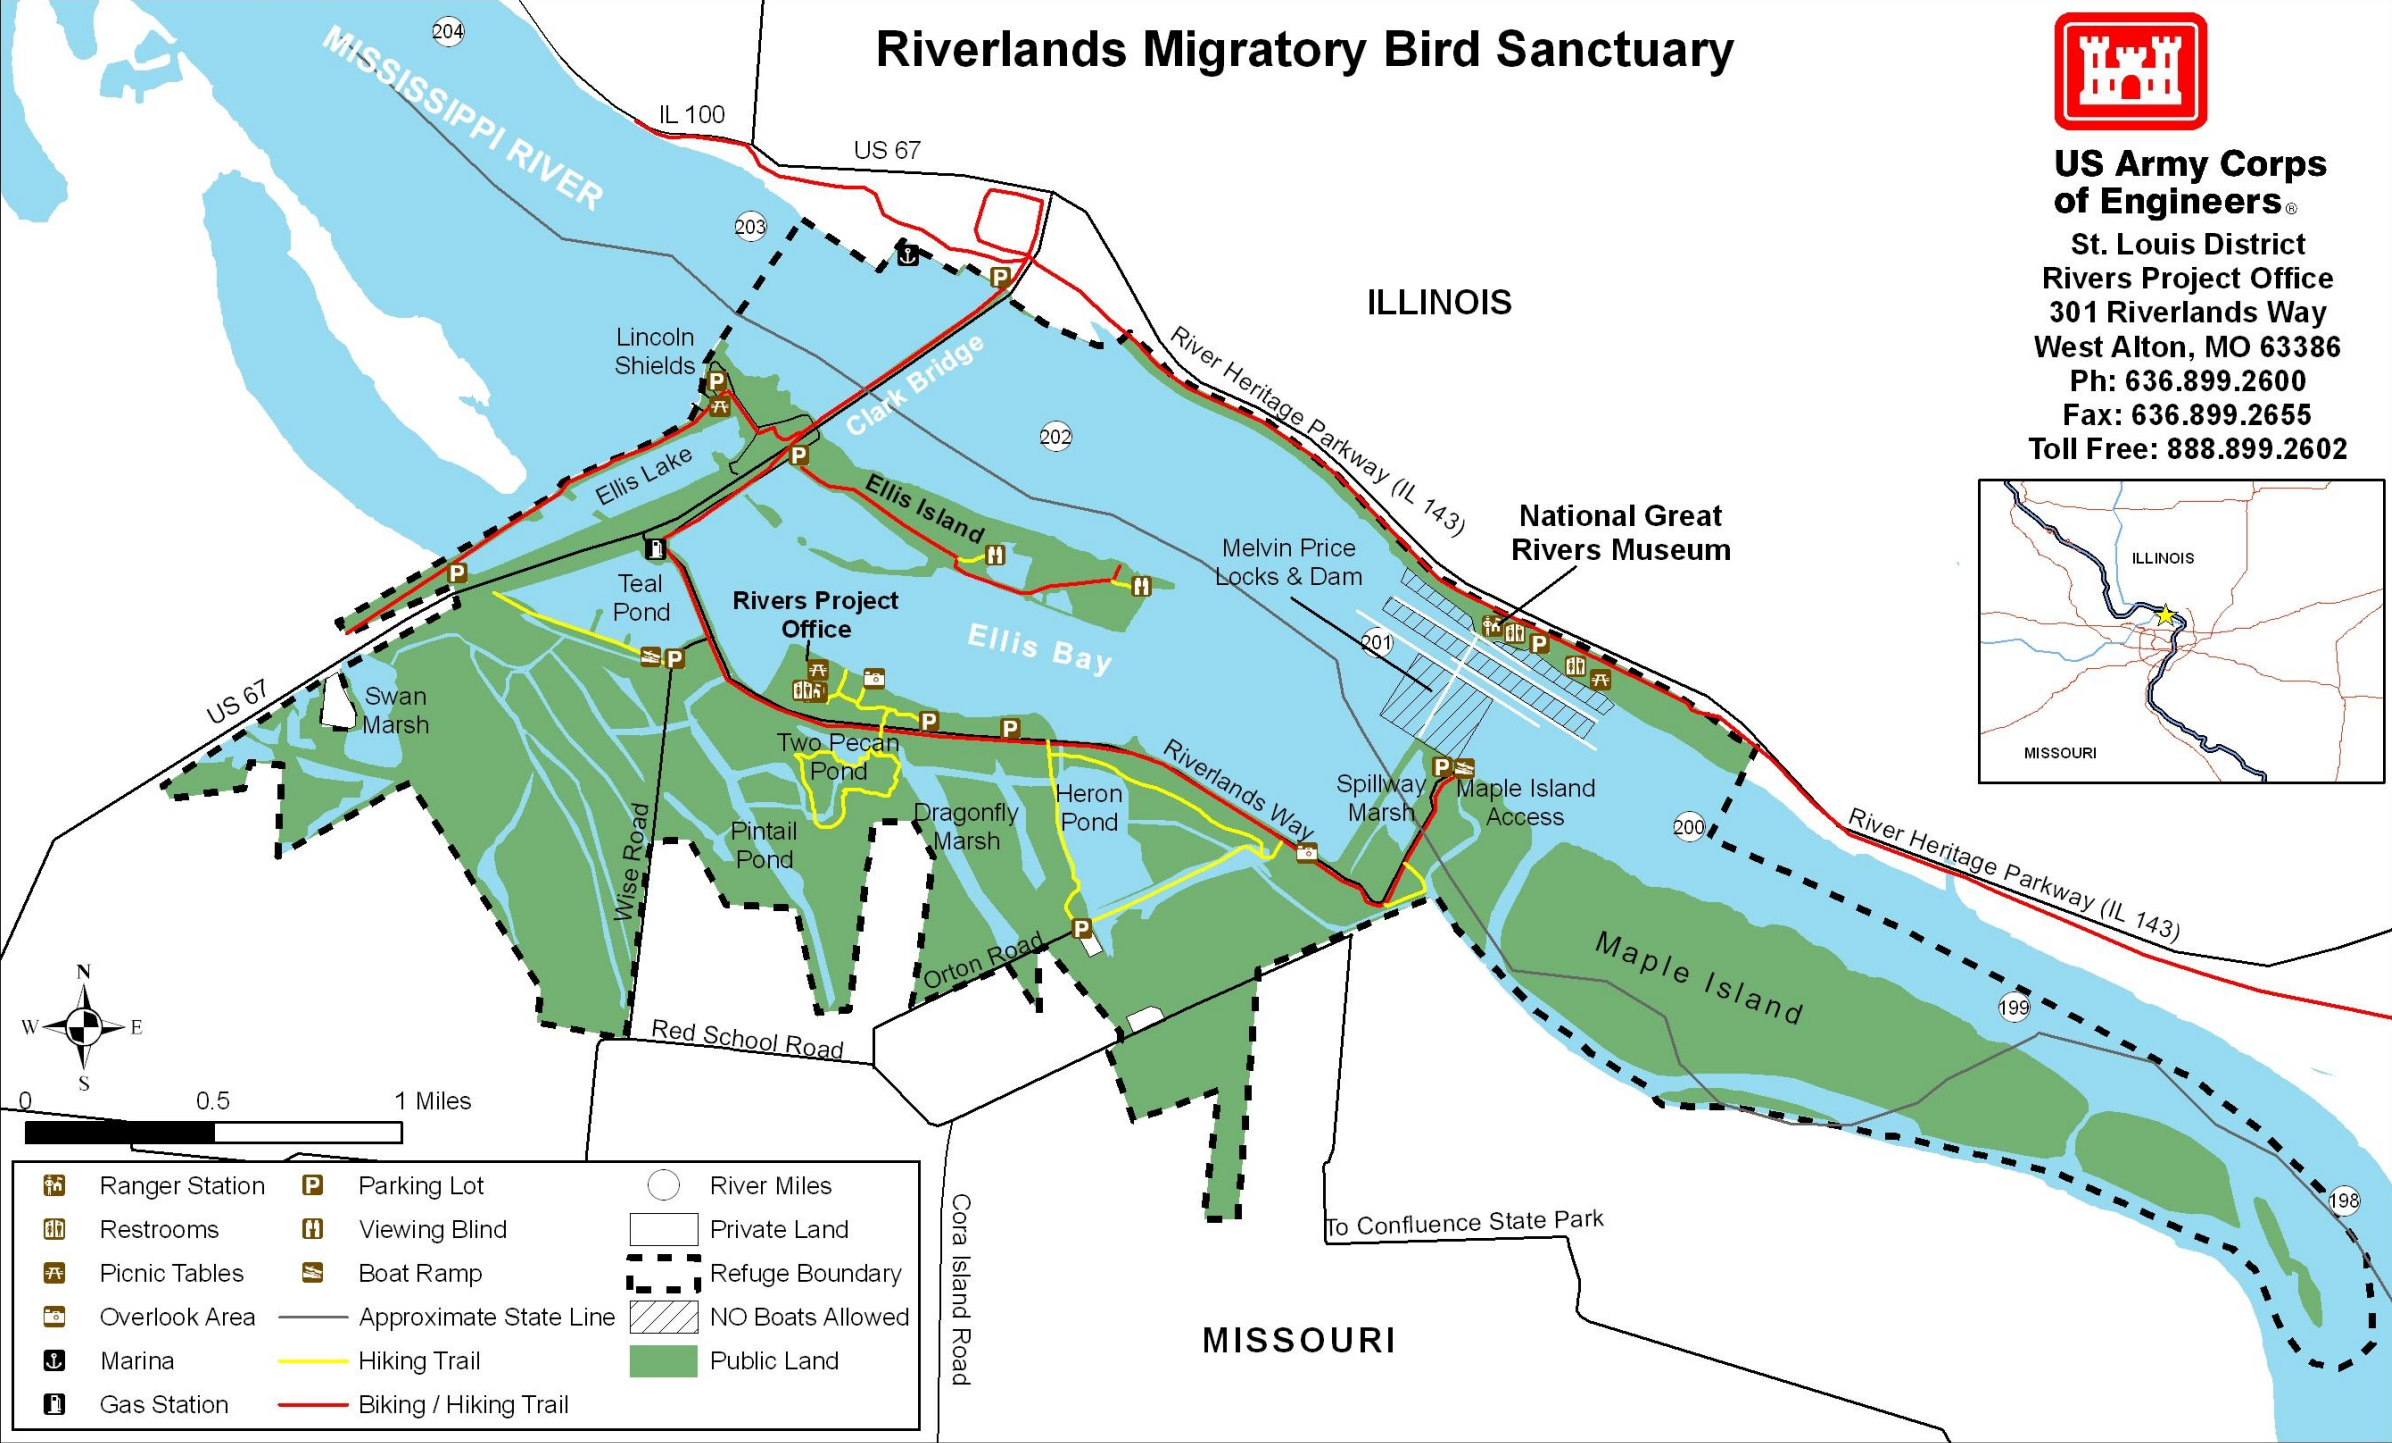 Riverlands Migratory Bird Sanctuary
US Army Corps
of Engineers®
St. Louis District
Rivers Project Office
301 Riverlands Way
West Alton, MO 63386
Ph: 636.899.2600
Fax: 636.899.2655
Toll Free: 888.899.2602
ILLINOIS
MISSOURI
204
MISSISSIPPI RIVER
IL 100
US 67
203
ILLINOIS
Lincoln
Shields
Clark Bridge
River Heritage Parkway (IL 143)
202
Ellis Lake
Ellis Island
National Great
Rivers Museum
Melvin Price
Locks & Dam
Teal
Pond
Rivers Project
Office
Ellis Bay
201
US 67
Swan
Marsh
Two Pecan
Pond
Riverlands Way
Spillway
Marsh
Maple Island
Access
Heron
Pond
Dragonfly
Marsh
Pintail
Pond
Wise Road
200
River Heritage Parkway (IL 143)
Orton Road
Maple Island
199
Red School Road
198
N
W
E
S
0
0.5
1 Miles
To Confluence State Park
Cora Island Road
MISSOURI
Ranger Station
Restrooms
Picnic Tables
Overlook Area
Marina
Gas Station
P Parking Lot
Viewing Blind
Boat Ramp
Approximate State Line
Hiking Trail
Biking / Hiking Trail
River Miles
Private Land
Refuge Boundary
NO Boats Allowed
Public Land
P
P
P
P
P
P
P
P
P
P